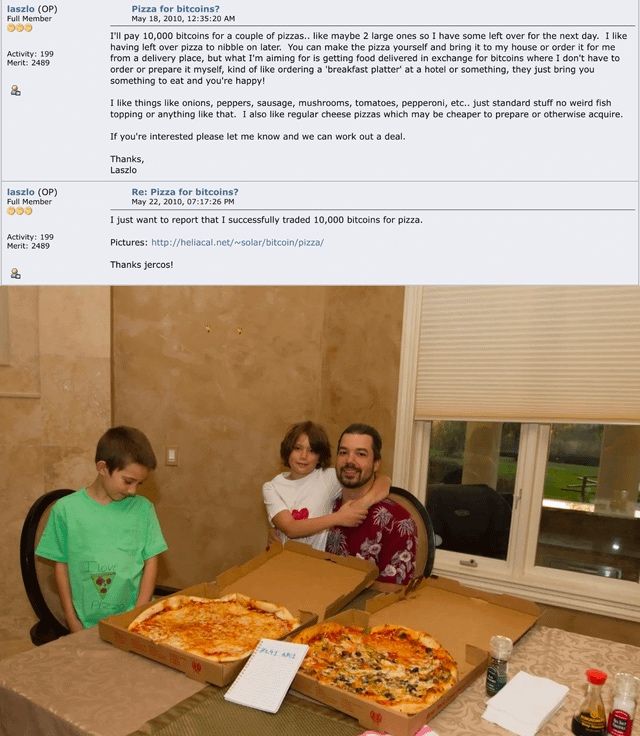 laszlo (OP)
Full Member
Activity: 199
Merit: 2489
Pizza for bitcoins?
May 18, 2010, 12:35:20 AM
I'll pay 10,000 bitcoins for a couple of pizzas.. like maybe 2 large ones so I have some left over for the next day.  I like
having left over pizza to nibble on later.  You can make the pizza yourself and bring it to my house or order it for me
from a delivery place, but what I'm aiming for is getting food delivered in exchange for bitcoins where I don't have to
order or prepare it myself, kind of like ordering a 'breakfast platter' at a hotel or something, they just bring you
something to eat and you're happy!
I like things like onions, peppers, sausage, mushrooms, tomatoes, pepperoni, etc.. just standard stuff no weird fish
topping or anything like that.  I also like regular cheese pizzas which may be cheaper to prepare or otherwise acquire.
If you're interested please let me know and we can work out a deal.
Thanks,
Laszlo
laszlo (OP)
Full Member
Activity: 199
Merit: 2489
Re: Pizza for bitcoins?
May 22, 2010, 07:17:26 PM
I just want to report that I successfully traded 10,000 bitcoins for pizza.
Pictures: http://heliacal.net/~solar/bitcoin/pizza/
Thanks jercos!
I love